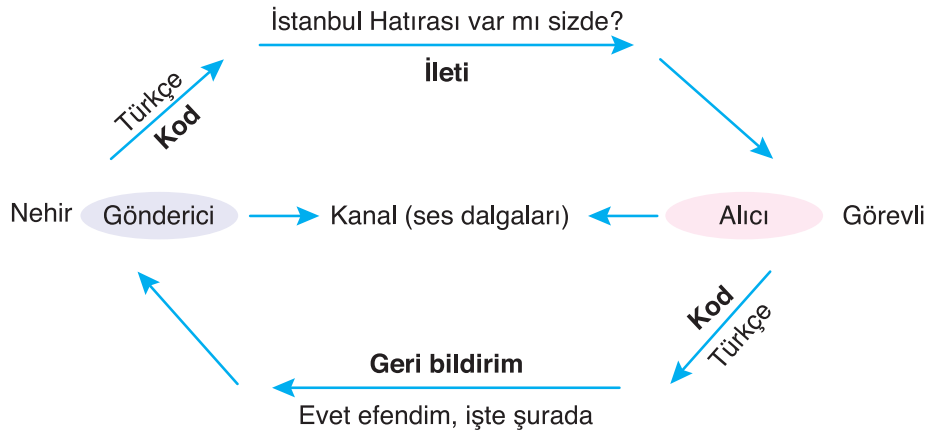 İstanbul Hatırası var mı sizde?
İleti
Türkçe
Kod
Nehir Gönderici Kanal (ses dalgaları) Alıcı Görevli
Kod
Türkçe
Geri bildirim
Evet efendim, işte şurada